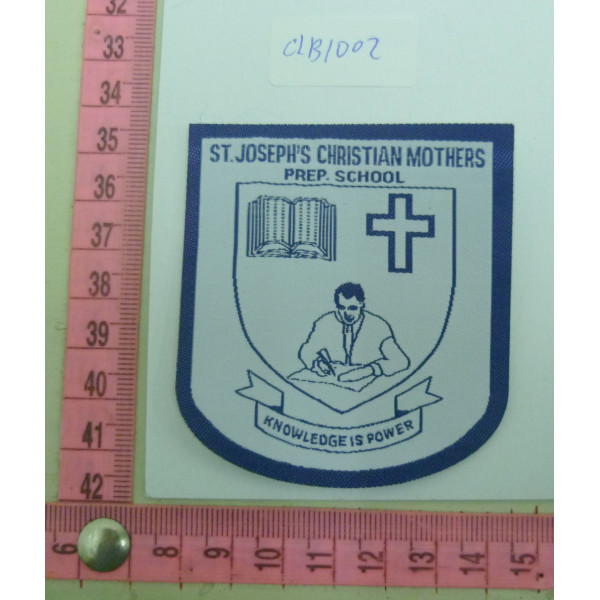 CLB1002
ST. JOSEPH'S CHRISTIAN MOTHERS
PREP. SCHOOL
KNOWLEDGE IS POWER
32
33
34
35
36
37
38
39
40
41
42
6 8 9 10 11 12 13 14 15